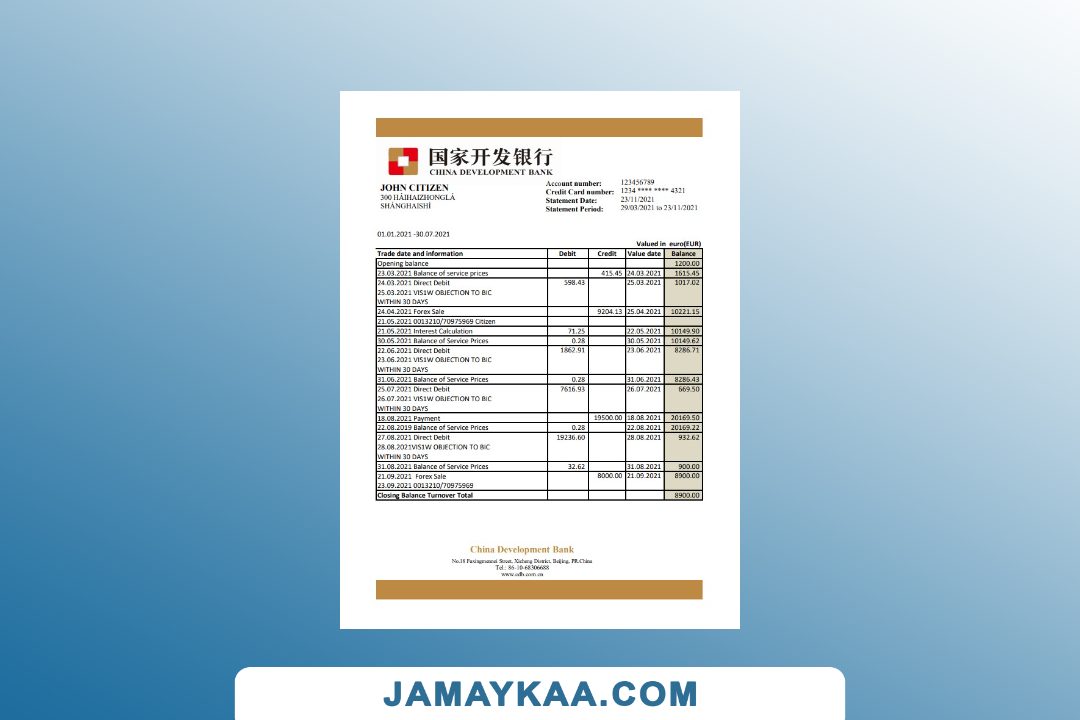 国家开发银行
CHINA DEVELOPMENT BANK
JOHN CITIZEN
300 HÀIHAIZHONGLÀ
SHÀNGHAISHÌ
Account number: 123456789
Credit Card number: 1234 **** **** 4321
Statement Date: 23/11/2021
Statement Period: 29/03/2021 to 23/11/2021
01.01.2021 -30.07.2021
Valued in euro(EUR)
Trade date and information Debit Credit Value date Balance
Opening balance 1200.00
23.03.2021 Balance of service prices 415.45 24.03.2021 1615.45
24.03.2021 Direct Debit 598.43 25.03.2021 1017.02
25.03.2021 VIS1W OBJECTION TO BIC
WITHIN 30 DAYS
24.04.2021 Forex Sale 9204.13 25.04.2021 10221.15
21.05.2021 0013210/70975969 Citizen
21.05.2021 Interest Calculation 71.25 22.05.2021 10149.90
30.05.2021 Balance of Service Prices 0.28 30.05.2021 10149.62
22.06.2021 Direct Debit 1862.91 23.06.2021 8286.71
23.06.2021 VIS1W OBJECTION TO BIC
WITHIN 30 DAYS
31.06.2021 Balance of Service Prices 0.28 31.06.2021 8286.43
25.07.2021 Direct Debit 7616.93 26.07.2021 669.50
26.07.2021 VIS1W OBJECTION TO BIC
WITHIN 30 DAYS
18.08.2021 Payment 19500.00 18.08.2021 20169.50
22.08.2019 Balance of Service Prices 0.28 22.08.2021 20169.22
27.08.2021 Direct Debit 19236.60 28.08.2021 932.62
28.08.2021VIS1W OBJECTION TO BIC
WITHIN 30 DAYS
31.08.2021 Balance of Service Prices 32.62 31.08.2021 900.00
21.09.2021 Forex Sale 8000.00 21.09.2021 8900.00
23.09.2021 0013210/70975969
Closing Balance Turnover Total 8900.00
China Development Bank
No.18 Fuxingmennei Street, Xicheng District, Beijing, PR.China
Tel.: 86-10-68306688
www.cdb.com.cn
JAMAYKAA.COM